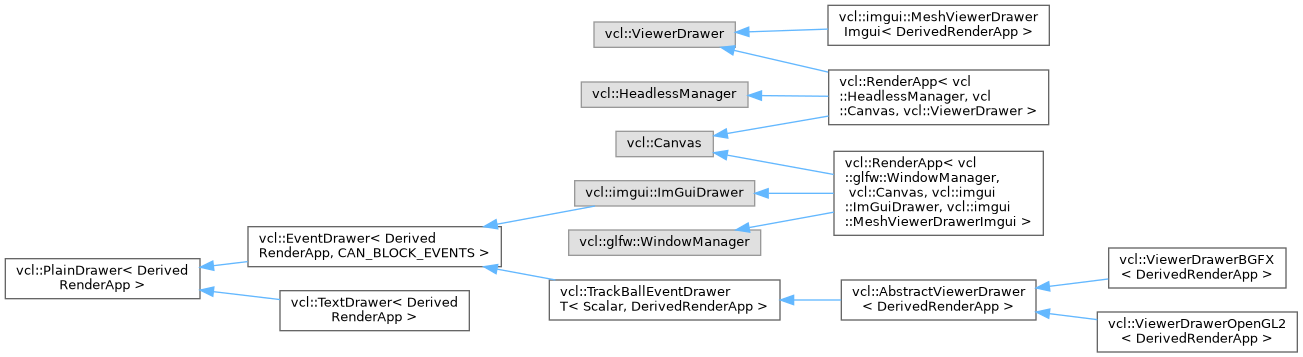 vcl::imgui::MeshViewerDrawer
Imgui< DerivedRenderApp >
vcl::ViewerDrawer
vcl::RenderApp< vcl
::HeadlessManager, vcl
::Canvas, vcl::ViewerDrawer >
vcl::HeadlessManager
vcl::Canvas
vcl::RenderApp< vcl
::glfw::WindowManager,
vcl::Canvas, vcl::imgui
::ImGuiDrawer, vcl::imgui
::MeshViewerDrawerImgui >
vcl::imgui::ImGuiDrawer
vcl::glfw::WindowManager
vcl::EventDrawer< Derived
RenderApp, CAN_BLOCK_EVENTS >
vcl::PlainDrawer< Derived
RenderApp >
vcl::TextDrawer< Derived
RenderApp >
vcl::TrackBallEventDrawer
T< Scalar, DerivedRenderApp >
vcl::AbstractViewerDrawer
< DerivedRenderApp >
vcl::ViewerDrawerBGFX
< DerivedRenderApp >
vcl::ViewerDrawerOpenGL2
< DerivedRenderApp >